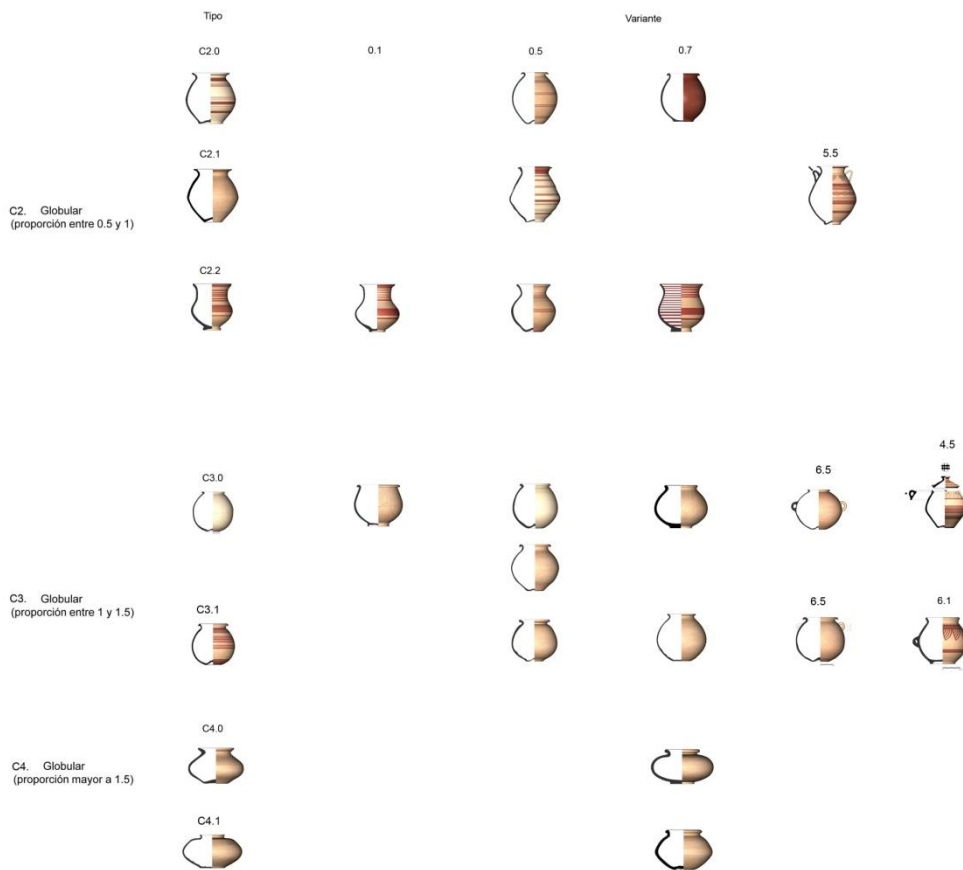 Tipo Variante
C2.0 0.1 0.5 0.7
C2.1 5.5
C2. Globular
(proporción entre 0.5 y 1)
C2.2
4.5
C3.0 6.5
C3. Globular
(proporción entre 1 y 1.5)
C3.1 6.5 6.1
C4.0
C4. Globular
(proporción mayor a 1.5)
C4.1